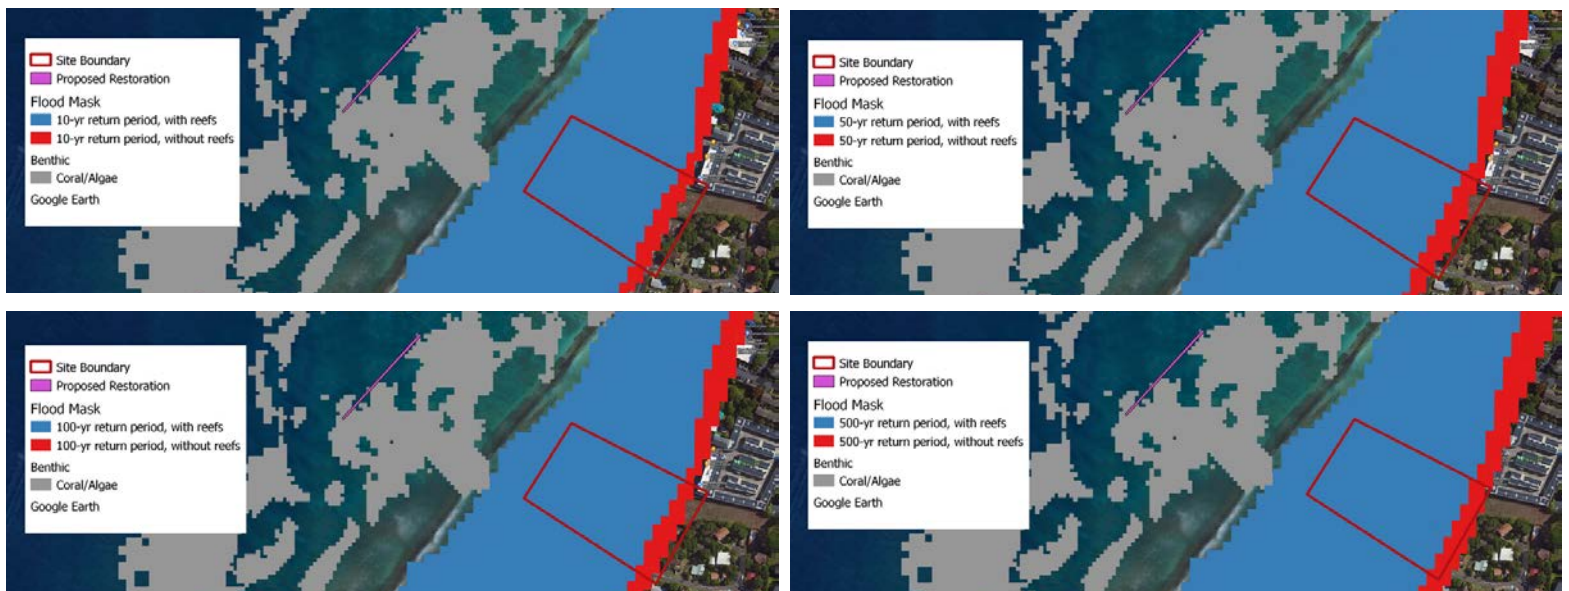 Site Boundary
Proposed Restoration
Flood Mask
10-yr return period, with reefs
10-yr return period, without reefs
Benthic
Coral/Algae
Google Earth
Site Boundary
Proposed Restoration
Flood Mask
50-yr return period, with reefs
50-yr return period, without reefs
Benthic
Coral/Algae
Google Earth
Site Boundary
Proposed Restoration
Flood Mask
100-yr return period, with reefs
100-yr return period, without reefs
Benthic
Coral/Algae
Google Earth
Site Boundary
Proposed Restoration
Flood Mask
500-yr return period, with reefs
500-yr return period, without reefs
Benthic
Coral/Algae
Google Earth